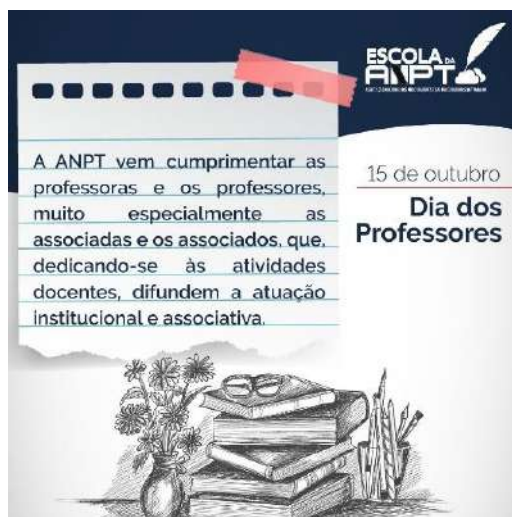 ESCOLA DA
ANPT
A ANPT vem cumprimentar as
professoras e os professores,
muito especialmente as
associadas e os associados, que,
dedicando-se às atividades
docentes, difundem a atuação
institucional e associativa.
15 de outubro
Dia dos
Professores